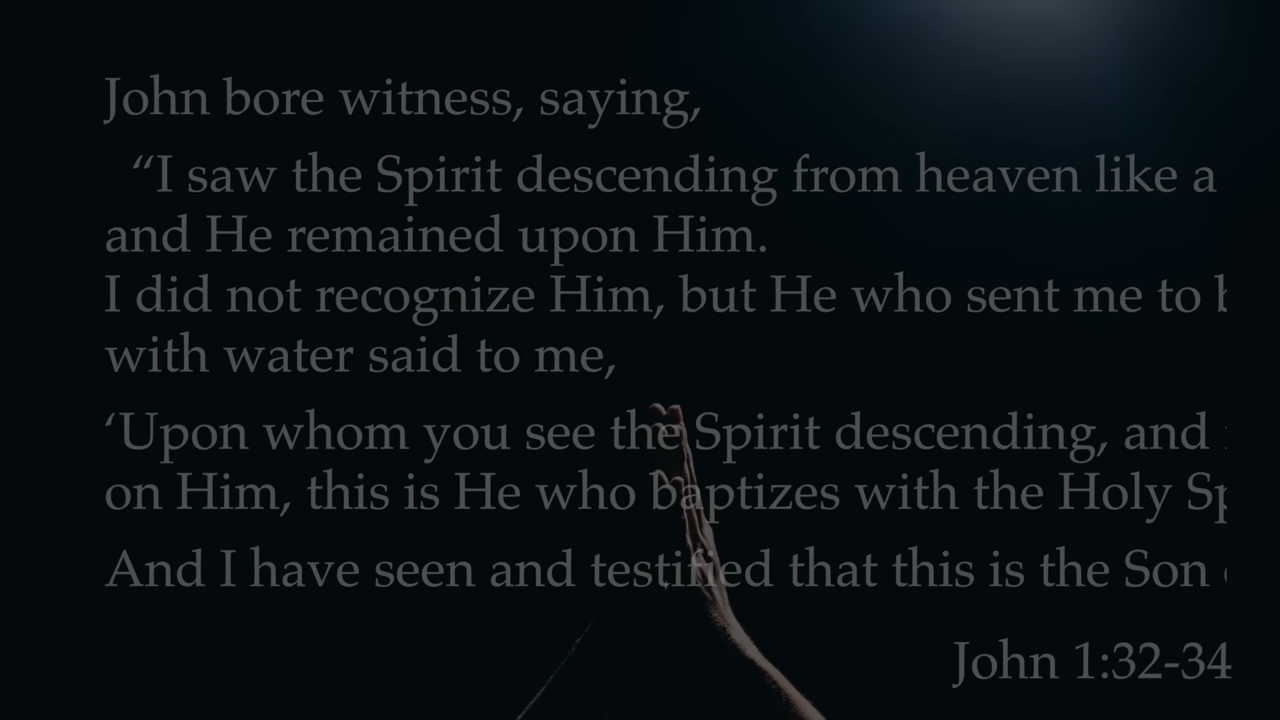 John bore witness, saying,
“I saw the Spirit descending from heaven like a
and He remained upon Him.
I did not recognize Him, but He who sent me to
with water said to me,
‘Upon whom you see the Spirit descending, and
on Him, this is He who baptizes with the Holy
And I have seen and testified that this is the Son
John 1:32-34